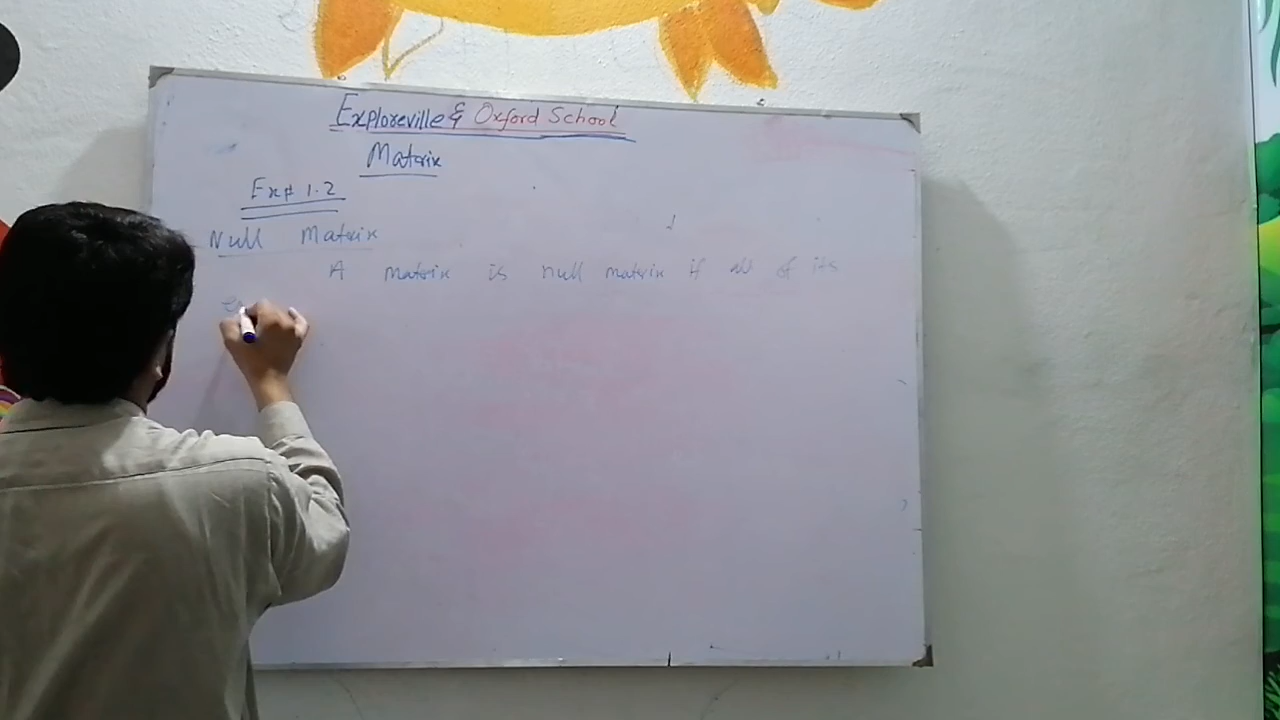 Exploreville & Oxford School
Matrix
Ex# 1.2
Null Matrix
A matrix is null matrix if all of its